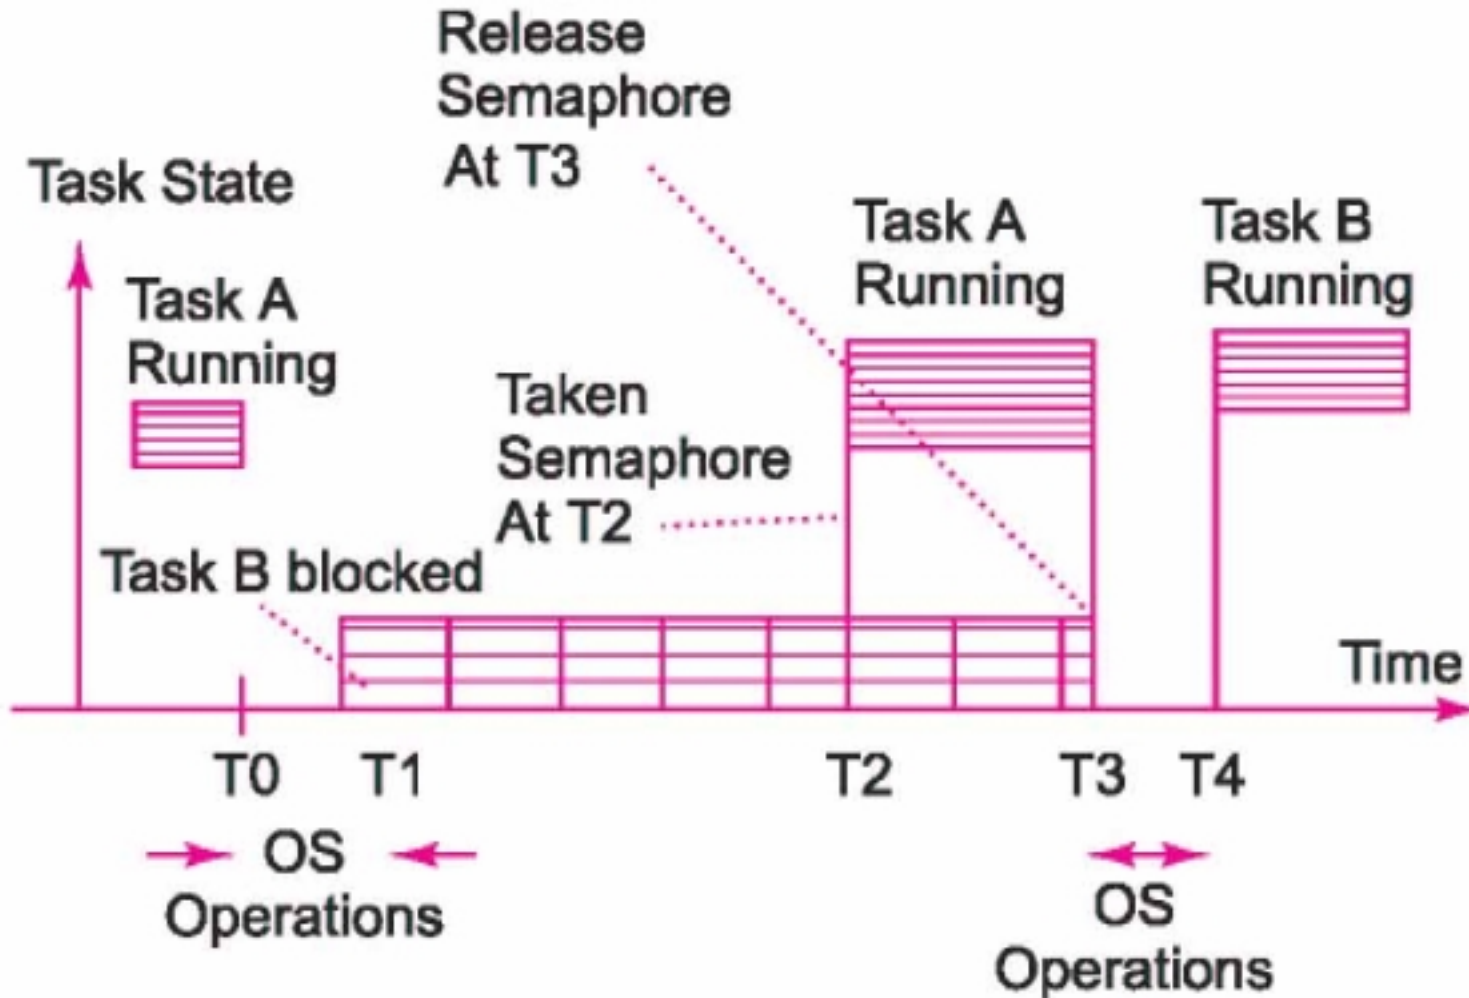 Release
Semaphore
At T3
Task State
Task A
Running
Task A
Running
Task B
Running
Taken
Semaphore
At T2
Task B blocked
Time
T0
T1
T2
T3
T4
OS
Operations
OS
Operations